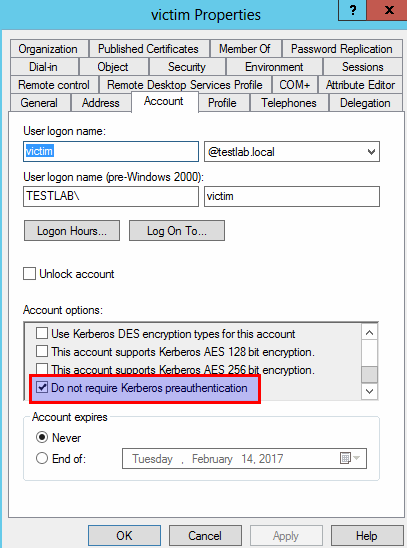 victim Properties
? x
Organization Published Certificates Member Of Password Replication
Dial-in Object Security Environment Sessions
Remote control Remote Desktop Services Profile COM+ Attribute Editor
General Address Account Profile Telephones Delegation
User logon name:
victim @testlab.local
User logon name (pre-Windows 2000):
TESTLAB\ victim
Logon Hours... Log On To...
Unlock account
Account options:
Use Kerberos DES encryption types for this account
This account supports Kerberos AES 128 bit encryption.
This account supports Kerberos AES 256 bit encryption.
Do not require Kerberos preauthentication
Account expires
Never
End of: Tuesday , February 14, 2017
OK Cancel Apply Help